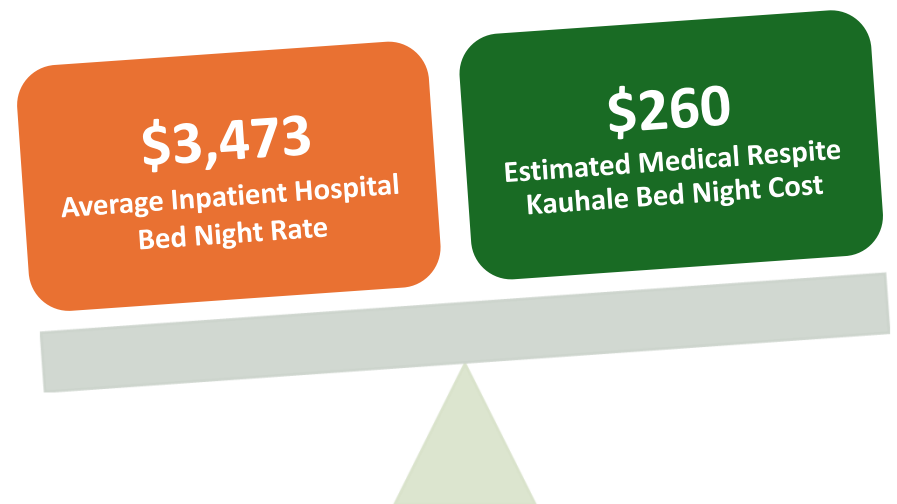 $3,473
Average Inpatient Hospital
Bed Night Rate
$260
Estimated Medical Respite
Kauhale Bed Night Cost